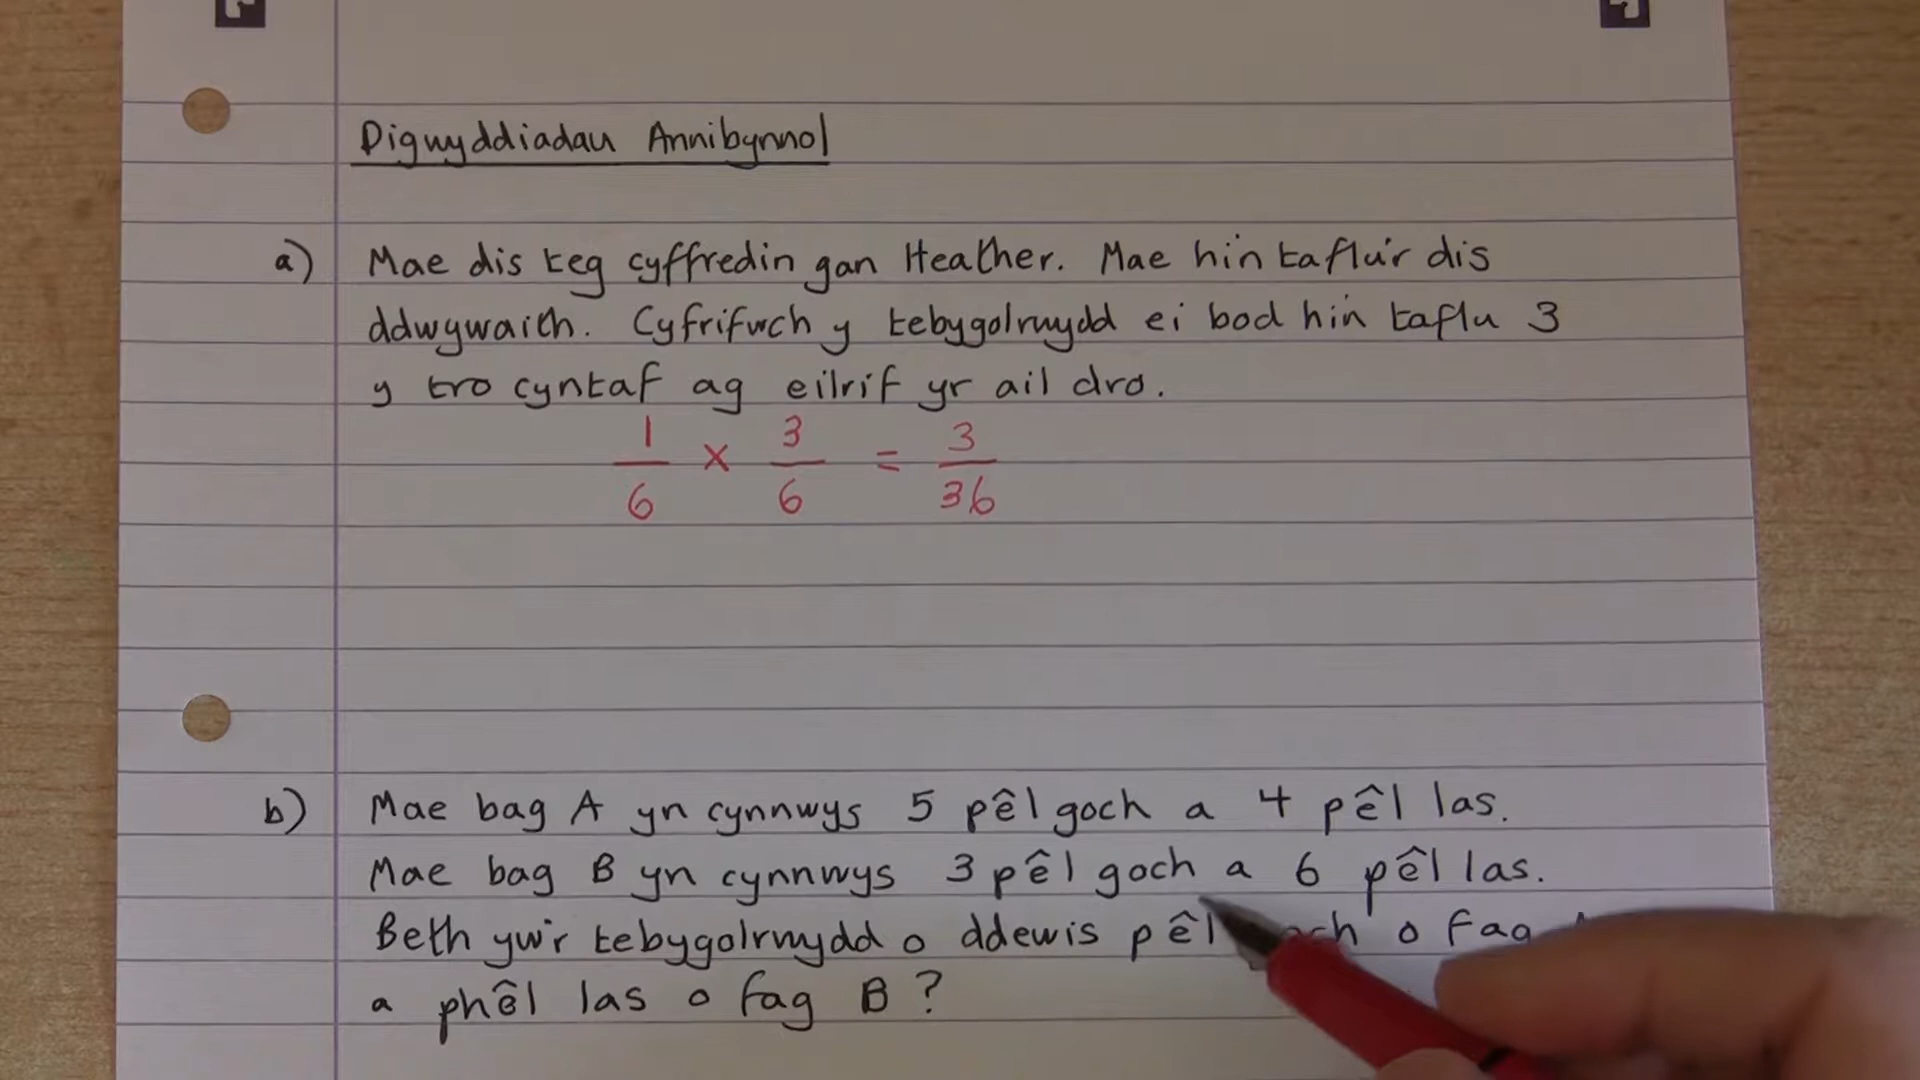 Digwyddiadau Annibynnol
a) Mae dis teg cyffredin gan Heather. Mae hi'n taflu'r dis
ddwywaith. Cyfrifwch y tebygolrwydd ei bod hi'n taflu 3
y tro cyntaf ag eilrif yr ail dro.
1/6 × 3/6 = 3/36
b) Mae bag A yn cynnwys 5 pêl goch a 4 pêl las.
Mae bag B yn cynnwys 3 pêl goch a 6 pêl las.
Beth yw'r tebygolrwydd o ddewis pêl o fag
a phêl las o fag B?